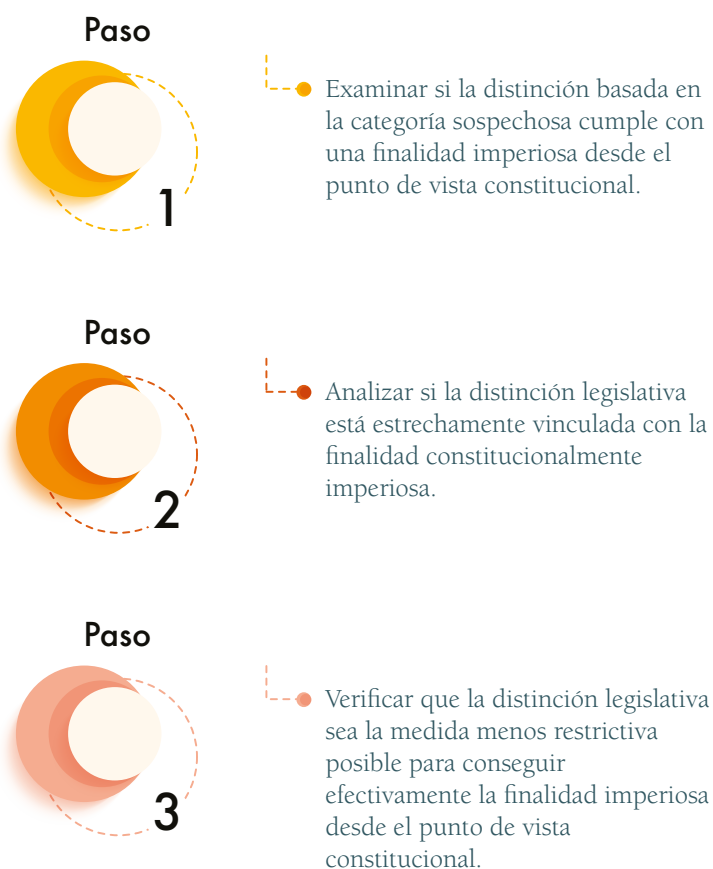 Paso
1
Examinar si la distinción basada en
la categoría sospechosa cumple con
una finalidad imperiosa desde el
punto de vista constitucional.
Paso
2
Analizar si la distinción legislativa
está estrechamente vinculada con la
finalidad constitucionalmente
imperiosa.
Paso
3
Verificar que la distinción legislativa
sea la medida menos restrictiva
posible para conseguir
efectivamente la finalidad imperiosa
desde el punto de vista
constitucional.